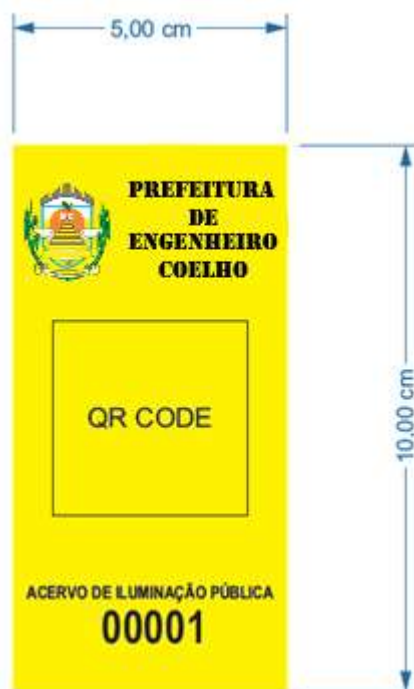 5,00 cm
PREFEITURA
DE
ENGENHEIRO
COELHO
QR CODE
10.00 cm
ACERVO DE ILUMINAÇÃO PÚBLICA
00001